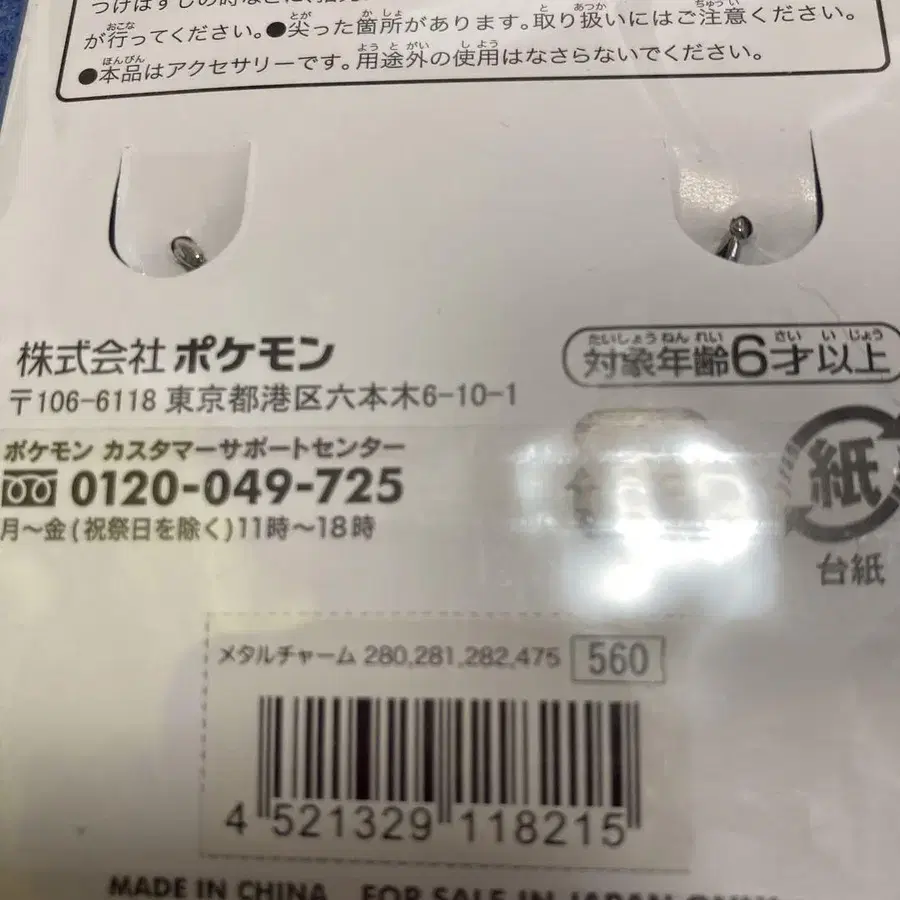 が行ってください。●尖った箇所があります。取り扱いにはご注意ください。
●本品はアクセサリーです。用途外の使用はなさらないでください。
株式会社 ポケモン
〒106-6118 東京都港区六本木6-10-1
対象年齢6才以上
ポケモン カスタマーサポートセンター
0120-049-725
月～金(祝祭日を除く)11時～18時
紙
台紙
メタルチャーム 280,281,282,475 560
4 521329 118215
MADE IN CHINA FOR SALE IN JAPAN ONLY